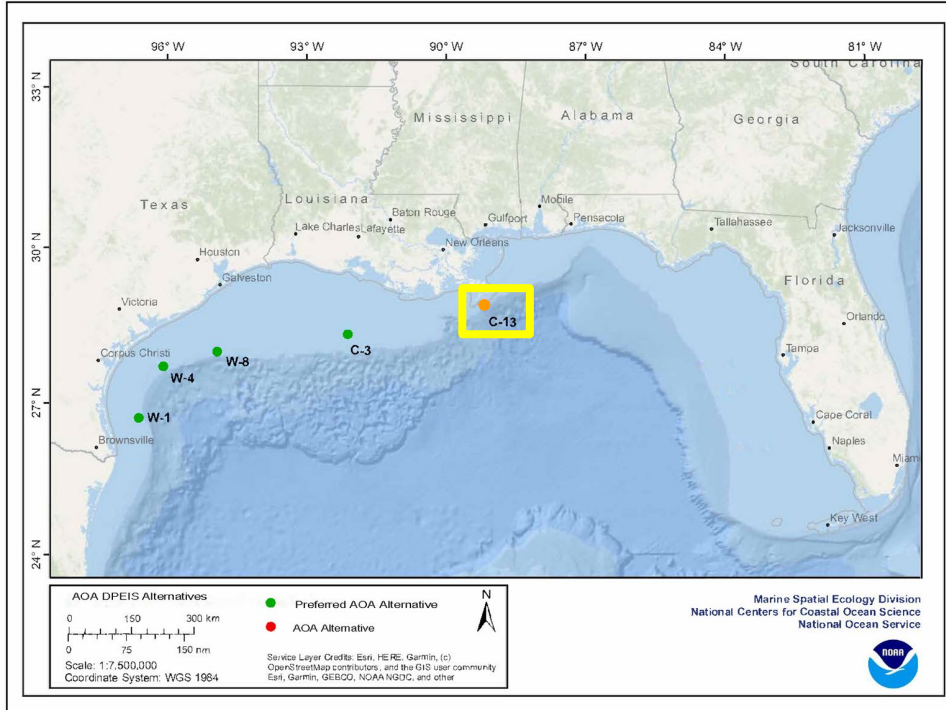 96° W 93° W 90° W 87° W 84° W 81° W
33° N
30° N
27° N
24° N
South Carolina
Mississippi
Alabama
Georgia
Texas
Louisiana
Baton Rouge
Gulfport
Mobile
Pensacola
Tallahassee
Jacksonville
Lake Charles
Lafayette
New Orleans
Houston
Galveston
Florida
Victoria
Orlando
C-13
Corpus Christi
W-8
C-3
Tampa
W-4
W-1
Cape Coral
Brownsville
Naples
Miami
Key West
AOA DPEIS Alternatives
0 150 300 km
0 75 150 nm
Scale: 1:7,500,000
Coordinate System: WGS 1984
Preferred AOA Alternative
AOA Alternative
N
Service Layer Credits: Esri, HERE, Garmin, (c)
OpenStreetMap contributors, and the GIS user community
Esri, Garmin, GEBCO, NOAA NGDC, and other
Marine Spatial Ecology Division
National Centers for Coastal Ocean Science
National Ocean Service
NOAA